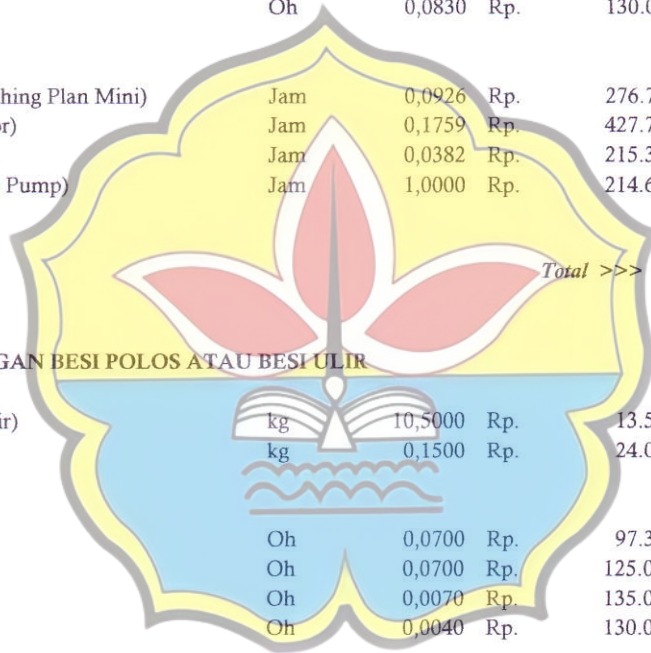 Oh 0,0830 Rp. 130.0
hing Plan Mini) Jam 0,0926 Rp. 276.7
or) Jam 0,1759 Rp. 427.7
Jam 0,0382 Rp. 215.3
Pump) Jam 1,0000 Rp. 214.6
Total >>>
GAN BESI POLOS ATAU BESI ULIR
ir) kg 10,5000 Rp. 13.5
kg 0,1500 Rp. 24.0
Oh 0,0700 Rp. 97.3
Oh 0,0700 Rp. 125.0
Oh 0,0070 Rp. 135.0
Oh 0,0040 Rp. 130.0